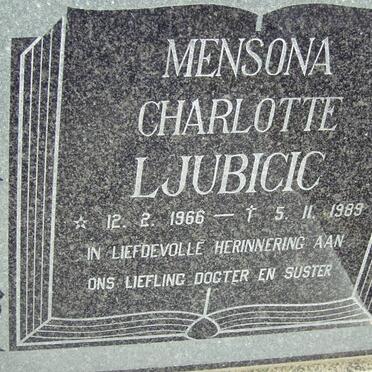 MENSONA
CHARLOTTE
LJUBICIC
☆ 12. 2. 1966 — † 5. 11. 1989
IN LIEFDEVOLLE HERINNERING AAN
ONS LIEFLING DOGTER EN SUSTER